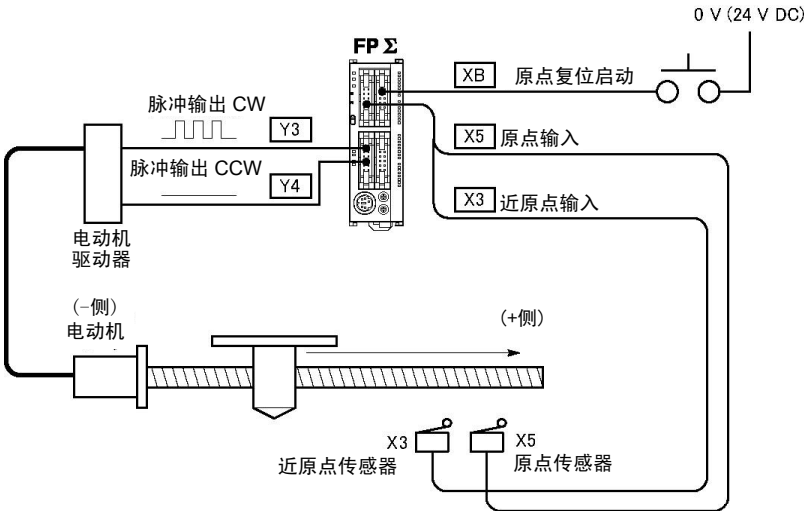 0 V (24 V DC)
FP Σ
XB 原点复位启动
脉冲输出 CW
Y3
X5 原点输入
脉冲输出 CCW
Y4
X3 近原点输入
电动机
驱动器
(-侧)
电动机
(+侧)
X3
近原点传感器
X5
原点传感器